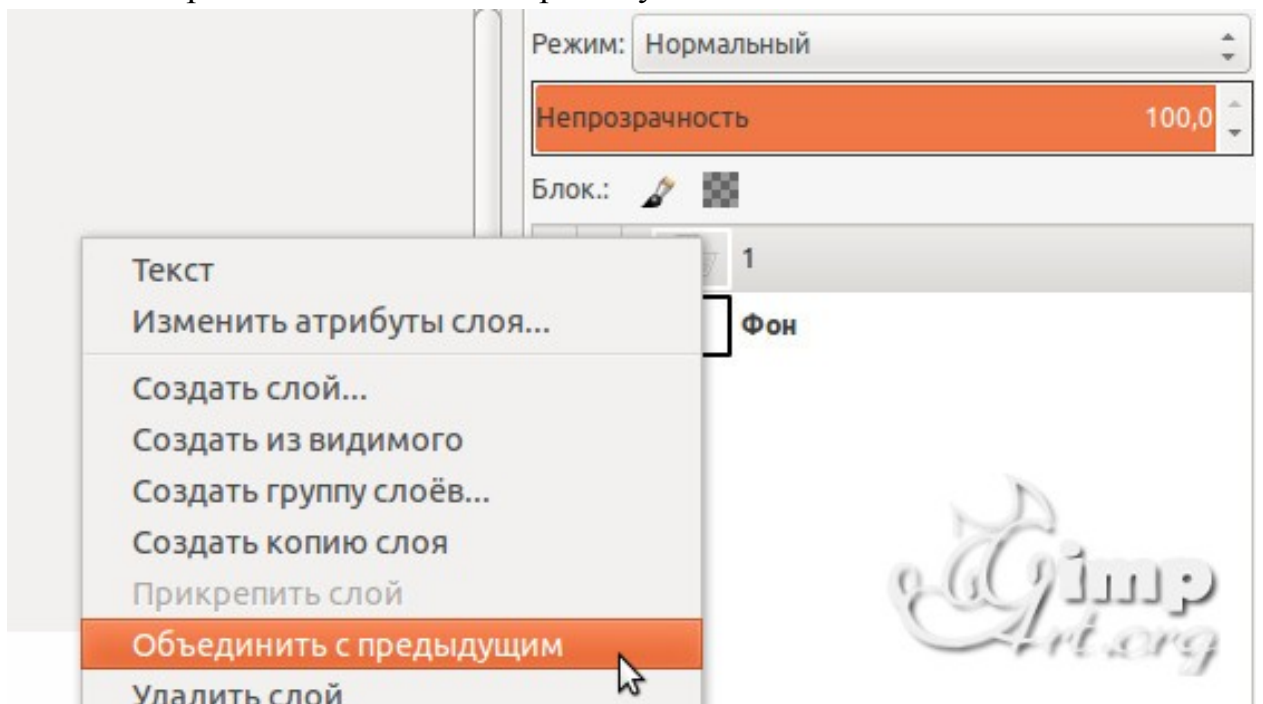 Режим: Нормальный
Непрозрачность 100,0
Блок.:
1
Фон
Текст
Изменить атрибуты слоя...
Создать слой...
Создать из видимого
Создать группу слоёв...
Создать копию слоя
Прикрепить слой
Объединить с предыдущим
Удалить слой
Gimp
Art.org